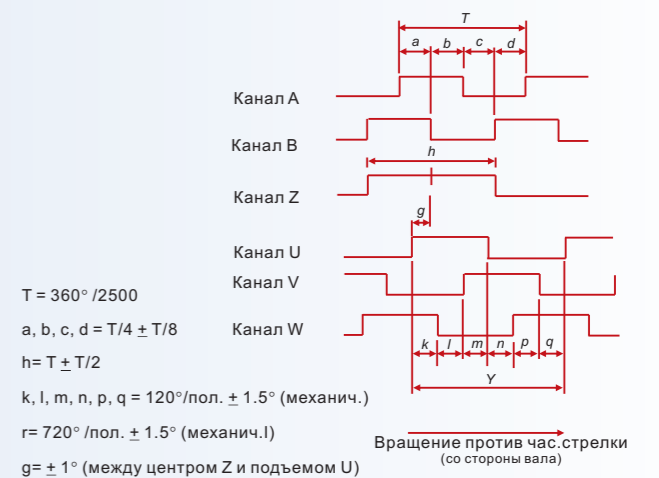 T
a b c d
Канал A
Канал B
h
Канал Z
g
Канал U
Канал V
Канал W
k l m n p q
Y
T = 360° /2500
a, b, c, d = T/4 ± T/8
h= T ± T/2
k, l, m, n, p, q = 120°/пол. ± 1.5° (механич.)
r= 720° /пол. ± 1.5° (механич.l)
g= ± 1° (между центром Z и подъемом U)
Вращение против час.стрелки
(со стороны вала)